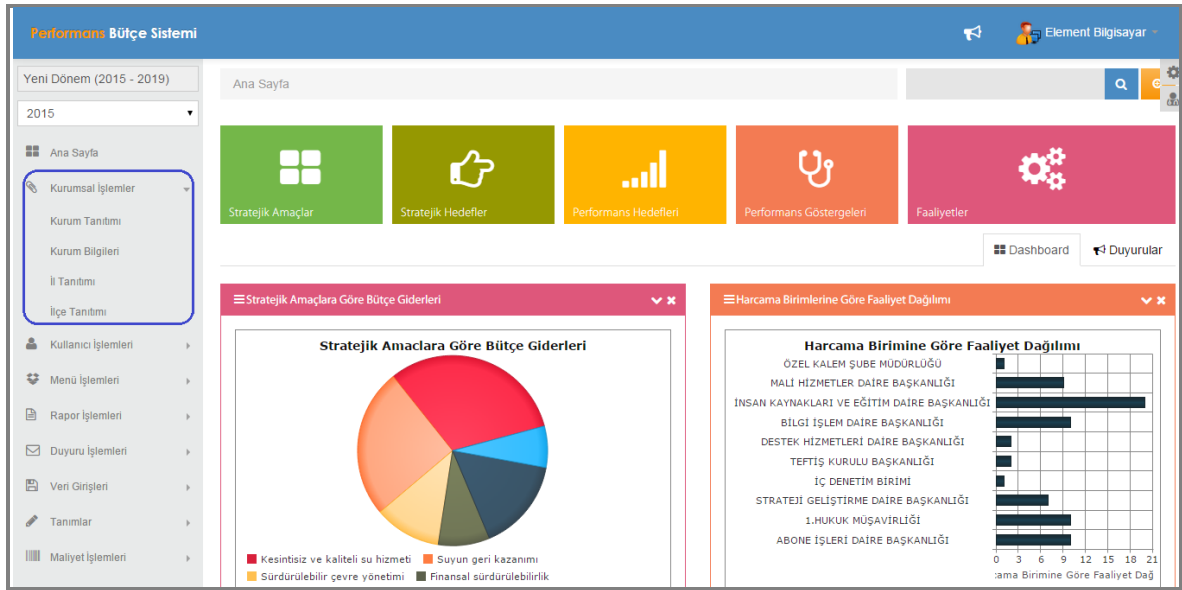 Performans Bütçe Sistemi
Element Bilgisayar
Yeni Dönem (2015 - 2019)
2015
Ana Sayfa
Kurumsal İşlemler
Kurum Tanıtımı
Kurum Bilgileri
İl Tanıtımı
İlçe Tanıtımı
Kullanıcı İşlemleri
Menü İşlemleri
Rapor İşlemleri
Duyuru İşlemleri
Veri Girişleri
Tanımlar
Maliyet İşlemleri
Ana Sayfa
Stratejik Amaçlar
Stratejik Hedefler
Performans Hedefleri
Performans Göstergeleri
Faaliyetler
Dashboard
Duyurular
Stratejik Amaçlara Göre Bütçe Giderleri
Stratejik Amaclara Göre Bütçe Giderleri
Kesintisiz ve kaliteli su hizmeti
Suyun geri kazanımı
Sürdürülebilir çevre yönetimi
Finansal sürdürülebilirlik
Harcama Birimlerine Göre Faaliyet Dağılımı
Harcama Birimine Göre Faaliyet Dağılımı
ÖZEL KALEM ŞUBE MÜDÜRLÜĞÜ
MALİ HİZMETLER DAİRE BAŞKANLIĞI
İNSAN KAYNAKLARI VE EĞİTİM DAİRE BAŞKANLIĞI
BİLGİ İŞLEM DAİRE BAŞKANLIĞI
DESTEK HİZMETLERİ DAİRE BAŞKANLIĞI
TEFTİŞ KURULU BAŞKANLIĞI
İÇ DENETİM BİRİMİ
STRATEJİ GELİŞTİRME DAİRE BAŞKANLIĞI
1.HUKUK MÜŞAVİRLİĞİ
ABONE İŞLERİ DAİRE BAŞKANLIĞI
0 3 6 9 12 15 18 21
cama Birimine Göre Faaliyet Dağ